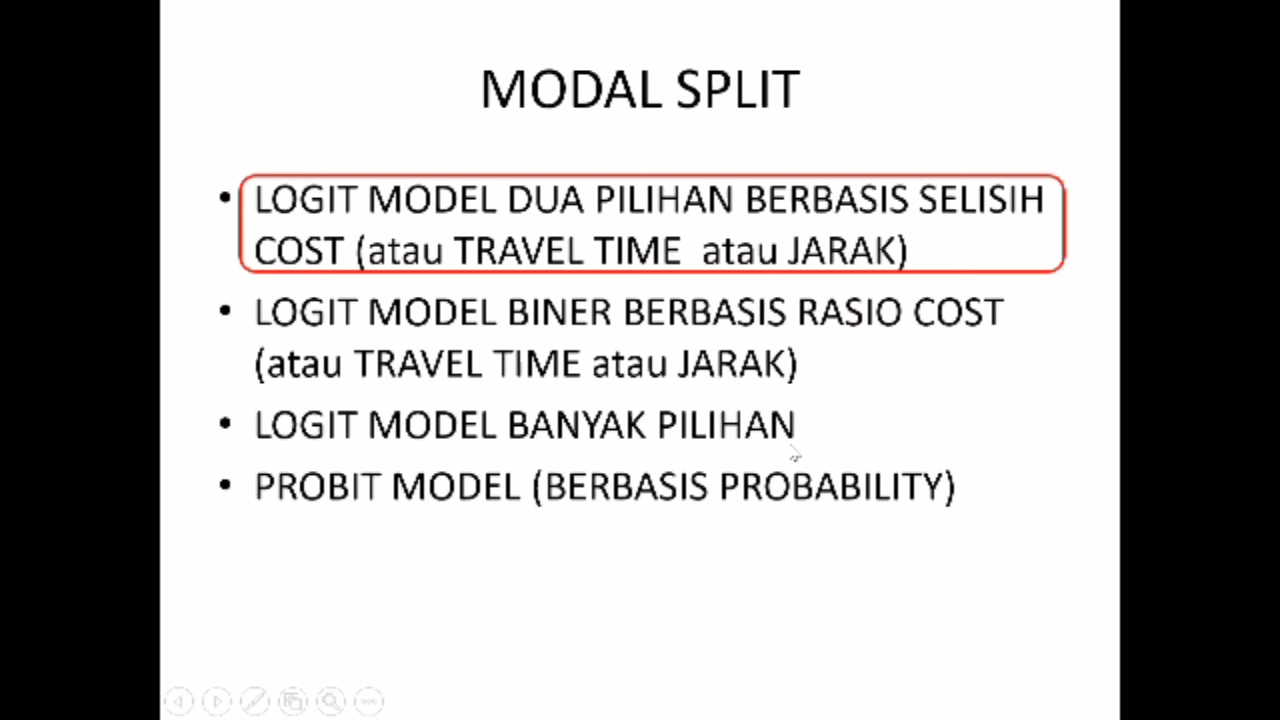 MODAL SPLIT
• LOGIT MODEL DUA PILIHAN BERBASIS SELISIH
COST (atau TRAVEL TIME atau JARAK)
• LOGIT MODEL BINER BERBASIS RASIO COST
(atau TRAVEL TIME atau JARAK)
• LOGIT MODEL BANYAK PILIHAN
• PROBIT MODEL (BERBASIS PROBABILITY)